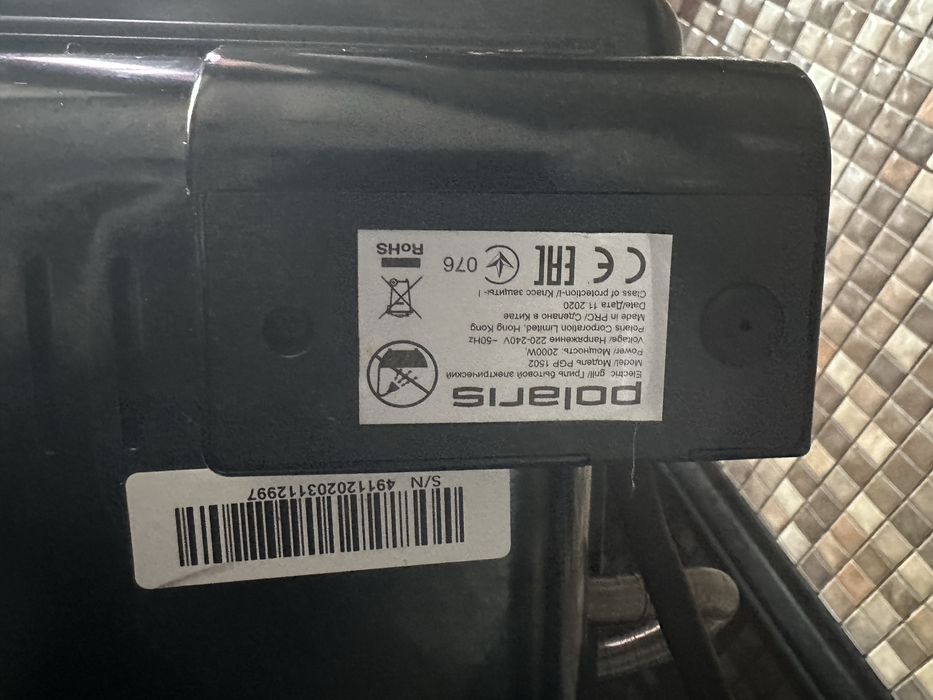 polaris
Electric grill/ Гриль бытовой электрический
Model/ Модель PGP 1502
Power/ Мощность: 2000W,
Voltage/ Напряжение 220-240V ~50Hz
Polaris Corporation Limited, Hong Kong
Made in PRC/ Сделано в Китае
Date/Дата 11.2020
Class of protection-I/ Класс защиты- I
CE EAC 076 RoHS
S/N 491120203112997